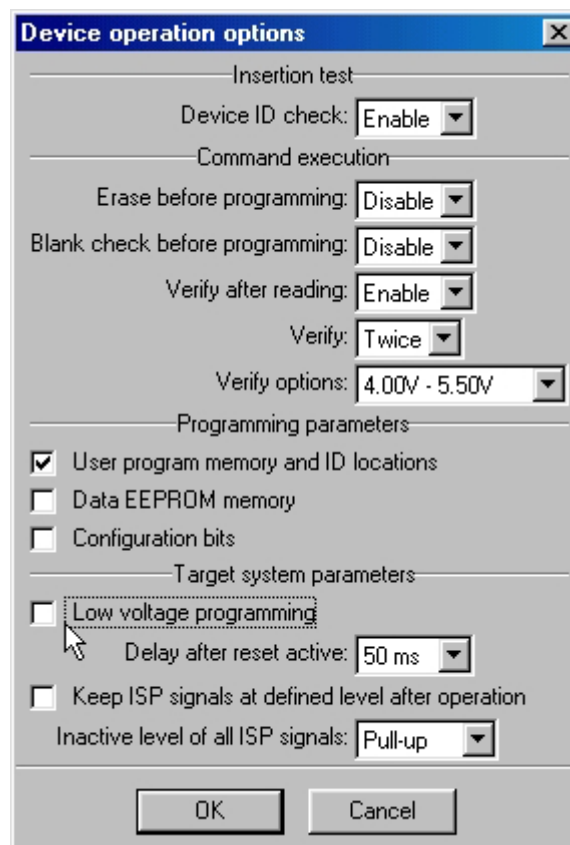 Device operation options
Insertion test
Device ID check: Enable
Command execution
Erase before programming: Disable
Blank check before programming: Disable
Verify after reading: Enable
Verify: Twice
Verify options: 4.00V - 5.50V
Programming parameters
User program memory and ID locations
Data EEPROM memory
Configuration bits
Target system parameters
Low voltage programming
Delay after reset active: 50 ms
Keep ISP signals at defined level after operation
Inactive level of all ISP signals: Pull-up
OK Cancel